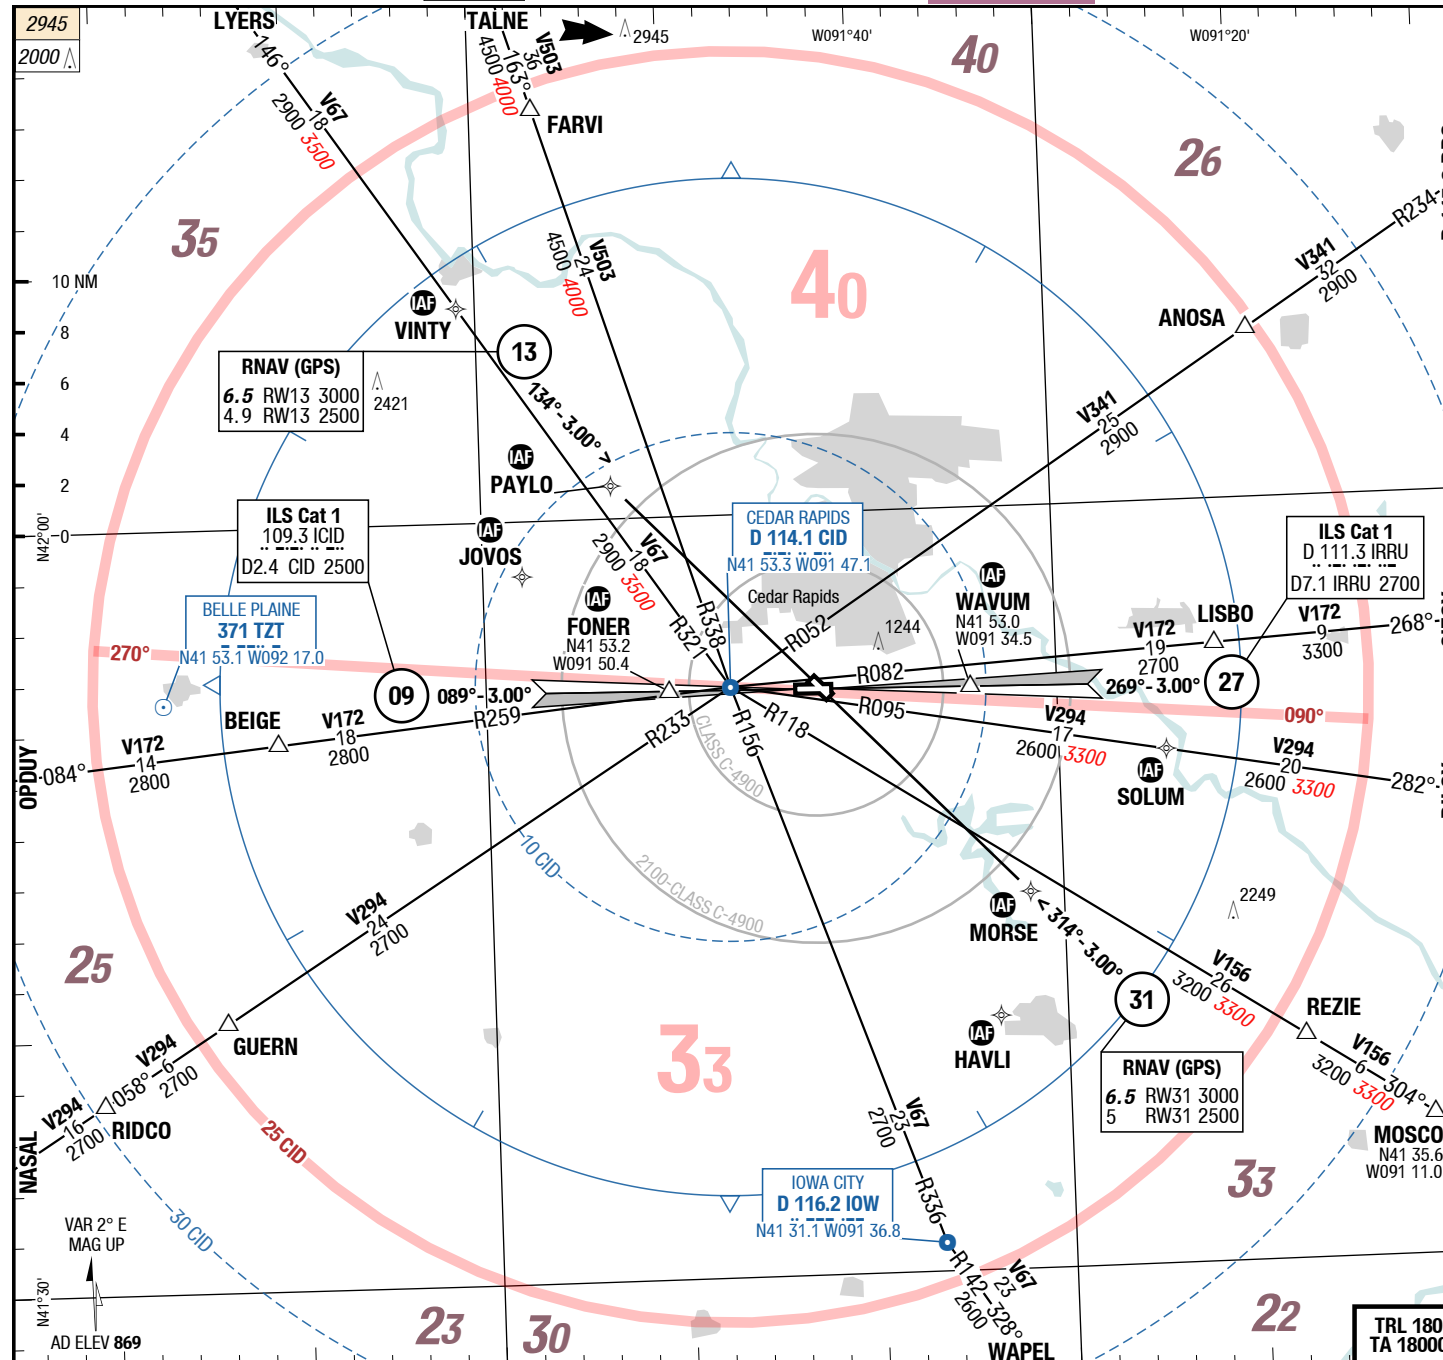 2945
2000
LYERS
TALNE
2945
W091°40'
W091°20'
40
146°
V67
18
2900 3500
V503
36
163°
4500 4000
FARVI
26
35
R234
V341
32
2900
ANOSA
V503
24
4500 4000
40
10 NM
8
6
4
2
0
N42°00'
IAF
VINTY
13
RNAV (GPS)
6.5 RW13 3000
4.9 RW13 2500
2421
134°-3.00° >
V341
25
2900
IAF
PAYLO
ILS Cat 1
109.3 ICID
D2.4 CID 2500
IAF
JOVOS
V67
18
2900 3500
CEDAR RAPIDS
D 114.1 CID
N41 53.3 W091 47.1
Cedar Rapids
ILS Cat 1
D 111.3 IRRU
D7.1 IRRU 2700
IAF
WAVUM
N41 53.0
W091 34.5
IAF
FONER
N41 53.2
W091 50.4
BELLE PLAINE
371 TZT
N41 53.1 W092 17.0
R321
R338
R052
1244
LISBO
V172
19
2700
V172
9
3300
268°
270°
R082
09
089°-3.00°
269°-3.00°
27
090°
R259
R233
R156
R118
R095
BEIGE
V172
18
2800
V172
14
2800
084°
OPDUY
CLASS C-4900
V294
17
2600 3300
V294
20
2600 3300
282°
IAF
SOLUM
10 CID
2100-CLASS C-4900
V294
24
2700
IAF
MORSE
< 314°-3.00°
2249
25
31
V156
26
3200 3300
REZIE
GUERN
33
IAF
HAVLI
RNAV (GPS)
6.5 RW31 3000
5 RW31 2500
V156
6
3200 3300
304°
MOSCO
N41 35.6
W091 11.0
V294
6
058°
2700
RIDCO
V294
16
2700
NASAL
25 CID
V67
23
2700
33
IOWA CITY
D 116.2 IOW
N41 31.1 W091 36.8
R336
30 CID
VAR 2° E
MAG UP
N41°30'
AD ELEV 869
R142
328°
V67
23
2600
WAPEL
23
30
22
TRL 180
TA 18000